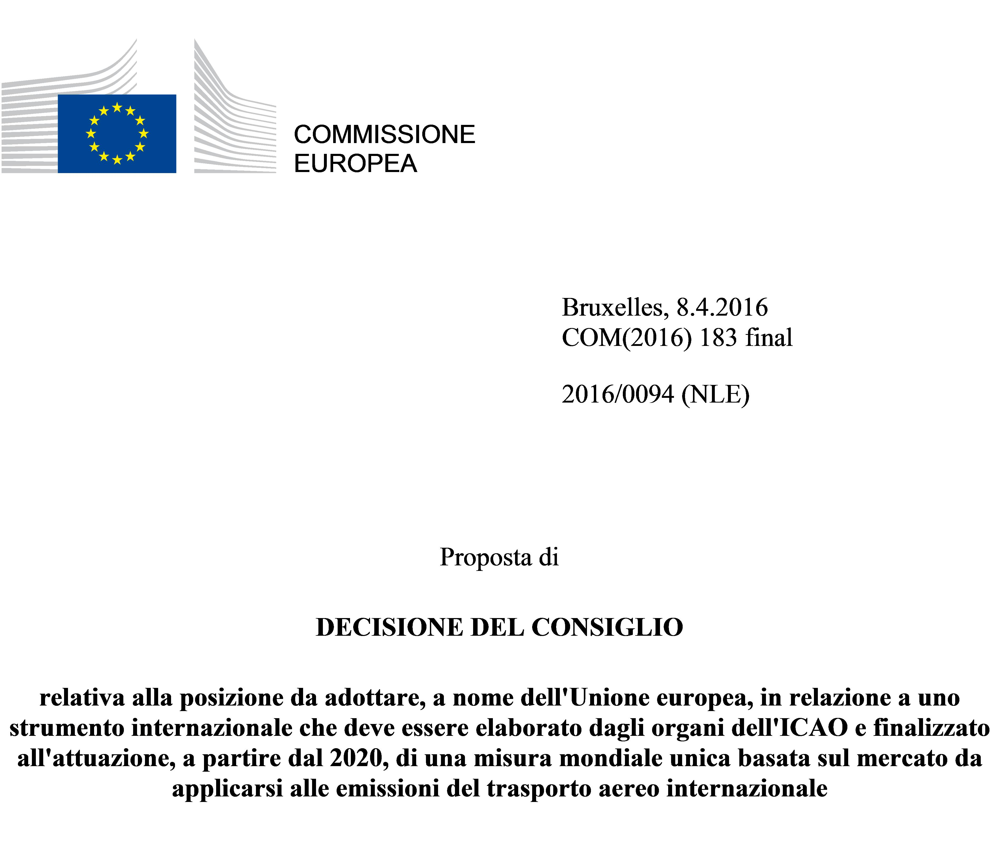 COMMISSIONE
EUROPEA
Bruxelles, 8.4.2016
COM(2016) 183 final
2016/0094 (NLE)
Proposta di
DECISIONE DEL CONSIGLIO
relativa alla posizione da adottare, a nome dell'Unione europea, in relazione a uno
strumento internazionale che deve essere elaborato dagli organi dell'ICAO e finalizzato
all'attuazione, a partire dal 2020, di una misura mondiale unica basata sul mercato da
applicarsi alle emissioni del trasporto aereo internazionale